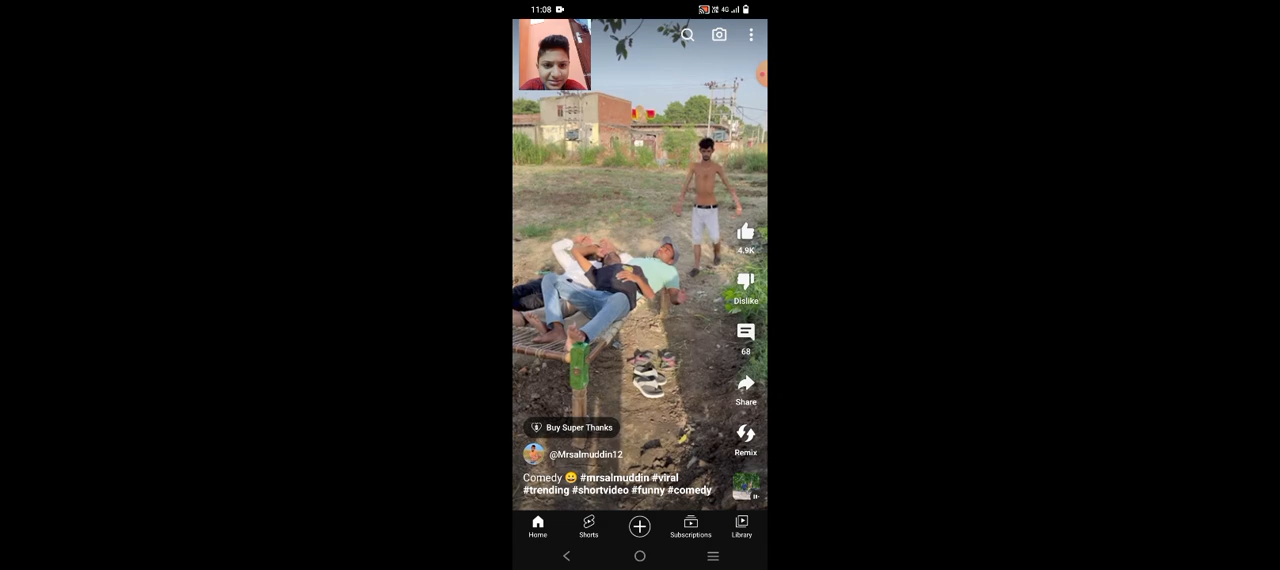 11:08
4G
4.9K
Dislike
68
Share
Remix
Buy Super Thanks
@Mrsalmuddin12
Comedy 😀 #mrsalmuddin #viral
#trending #shortvideo #funny #comedy
Home
Shorts
Subscriptions
Library